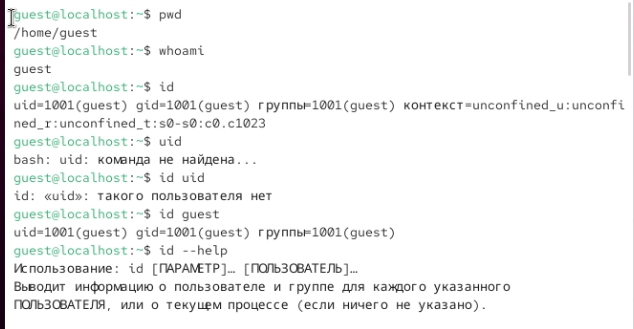 guest@localhost:~$ pwd
/home/guest
guest@localhost:~$ whoami
guest
guest@localhost:~$ id
uid=1001(guest) gid=1001(guest) группы=1001(guest) контекст=unconfined_u:unconfi
ned_r:unconfined_t:s0-s0:c0.c1023
guest@localhost:~$ uid
bash: uid: команда не найдена...
guest@localhost:~$ id uid
id: «uid»: такого пользователя нет
guest@localhost:~$ id guest
uid=1001(guest) gid=1001(guest) группы=1001(guest)
guest@localhost:~$ id --help
Использование: id [ПАРАМЕТР]… [ПОЛЬЗОВАТЕЛЬ]…
Выводит информацию о пользователе и группе для каждого указанного
ПОЛЬЗОВАТЕЛЯ, или о текущем процессе (если ничего не указано).